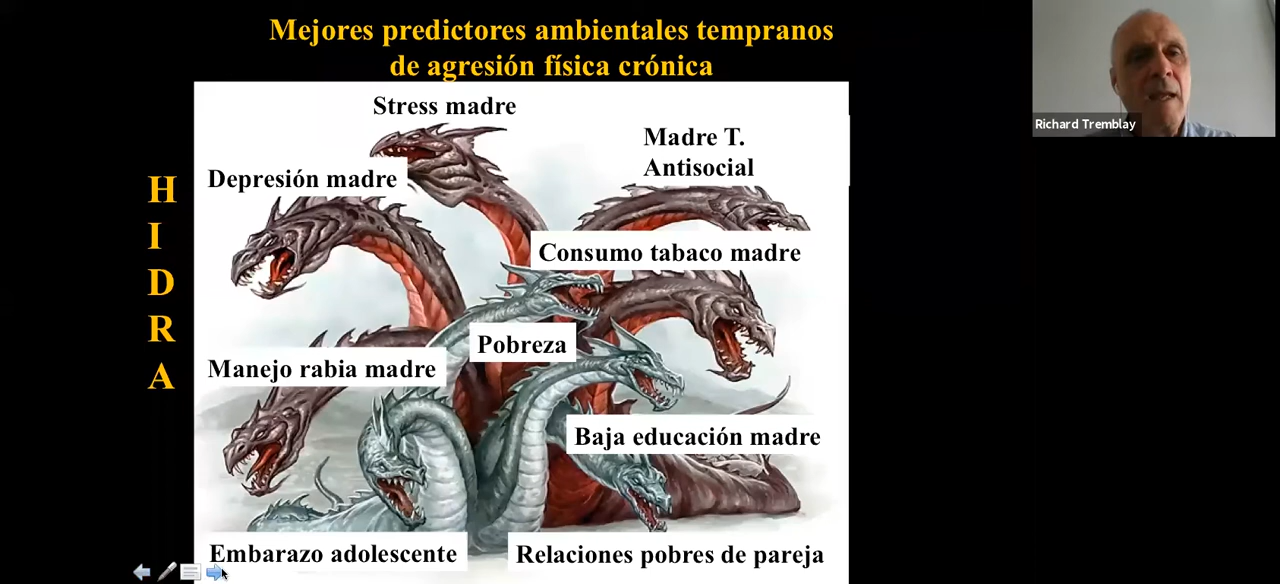 Mejores predictores ambientales tempranos
de agresión física crónica
Richard Tremblay
HIDRA
Stress madre
Madre T.
Antisocial
Depresión madre
Consumo tabaco madre
Pobreza
Manejo rabia madre
Baja educación madre
Embarazo adolescente
Relaciones pobres de pareja